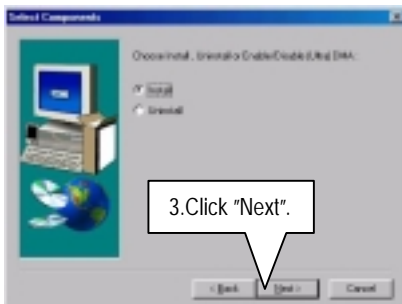 Select Components
Choose Install, Uninstall or Enable/Disable (Ultra) DMA:
Install
Uninstall
3.Click "Next".
< Back
Next >
Cancel